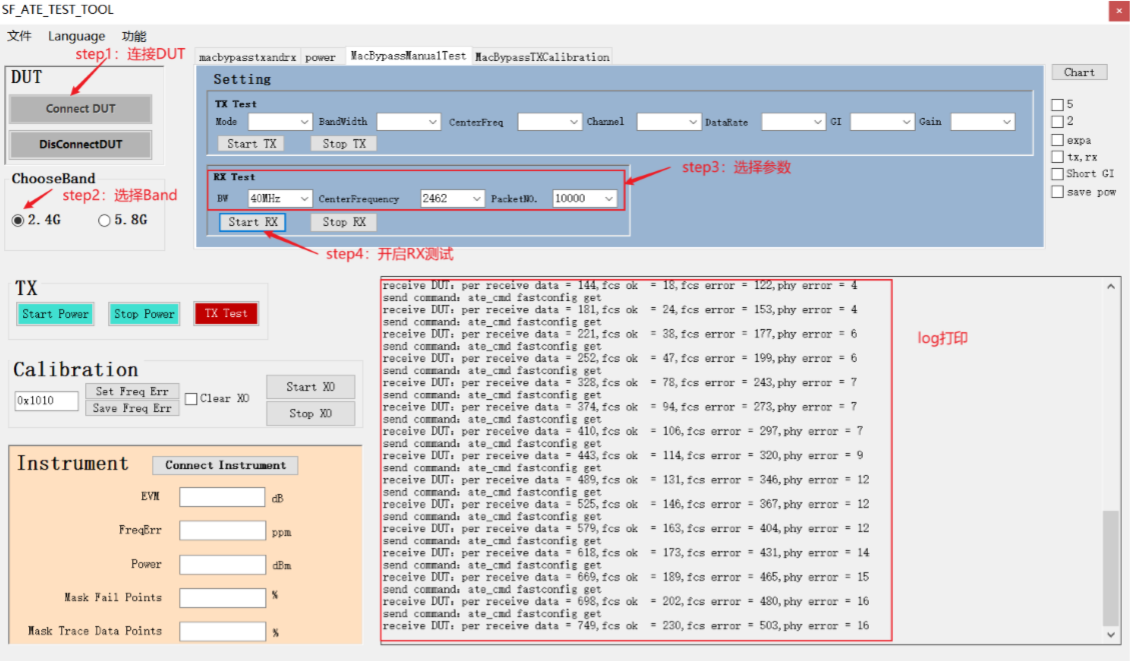 SF_ATE_TEST_TOOL
文件 Language 功能
step1：连接DUT
macbypasstxandrx power MacBypassManualTest MacBypassTXCalibration
DUT
Connect DUT
DisConnectDUT
ChooseBand
step2：选择Band
2.4G 5.8G
Setting
TX Test
Mode BandWidth CenterFreq Channel DataRate GI Gain
Start TX Stop TX
RX Test
BW 40MHz CenterFrequency 2462 PacketNO. 10000
Start RX Stop RX
step3：选择参数
step4：开启RX测试
Chart
5
2
expa
tx,rx
Short GI
save pow
TX
Start Power Stop Power TX Test
Calibration
0x1010 Set Freq Err
Save Freq Err
Clear XO
Start XO
Stop XO
Instrument Connect Instrument
EVM dB
FreqErr ppm
Power dBm
Mask Fail Points %
Mask Trace Data Points %
receive DUT: per receive data = 144,fcs ok = 18,fcs error = 122,phy error = 4
send command: ate_cmd fastconfig get
receive DUT: per receive data = 181,fcs ok = 24,fcs error = 153,phy error = 4
send command: ate_cmd fastconfig get
receive DUT: per receive data = 221,fcs ok = 38,fcs error = 177,phy error = 6
send command: ate_cmd fastconfig get
receive DUT: per receive data = 252,fcs ok = 47,fcs error = 199,phy error = 6
send command: ate_cmd fastconfig get
receive DUT: per receive data = 328,fcs ok = 78,fcs error = 243,phy error = 7
send command: ate_cmd fastconfig get
receive DUT: per receive data = 374,fcs ok = 94,fcs error = 273,phy error = 7
send command: ate_cmd fastconfig get
receive DUT: per receive data = 410,fcs ok = 106,fcs error = 297,phy error = 7
send command: ate_cmd fastconfig get
receive DUT: per receive data = 443,fcs ok = 114,fcs error = 320,phy error = 9
send command: ate_cmd fastconfig get
receive DUT: per receive data = 489,fcs ok = 131,fcs error = 346,phy error = 12
send command: ate_cmd fastconfig get
receive DUT: per receive data = 525,fcs ok = 146,fcs error = 367,phy error = 12
send command: ate_cmd fastconfig get
receive DUT: per receive data = 579,fcs ok = 163,fcs error = 404,phy error = 12
send command: ate_cmd fastconfig get
receive DUT: per receive data = 618,fcs ok = 173,fcs error = 431,phy error = 14
send command: ate_cmd fastconfig get
receive DUT: per receive data = 669,fcs ok = 189,fcs error = 465,phy error = 15
send command: ate_cmd fastconfig get
receive DUT: per receive data = 698,fcs ok = 202,fcs error = 480,phy error = 16
send command: ate_cmd fastconfig get
receive DUT: per receive data = 749,fcs ok = 230,fcs error = 503,phy error = 16
log打印